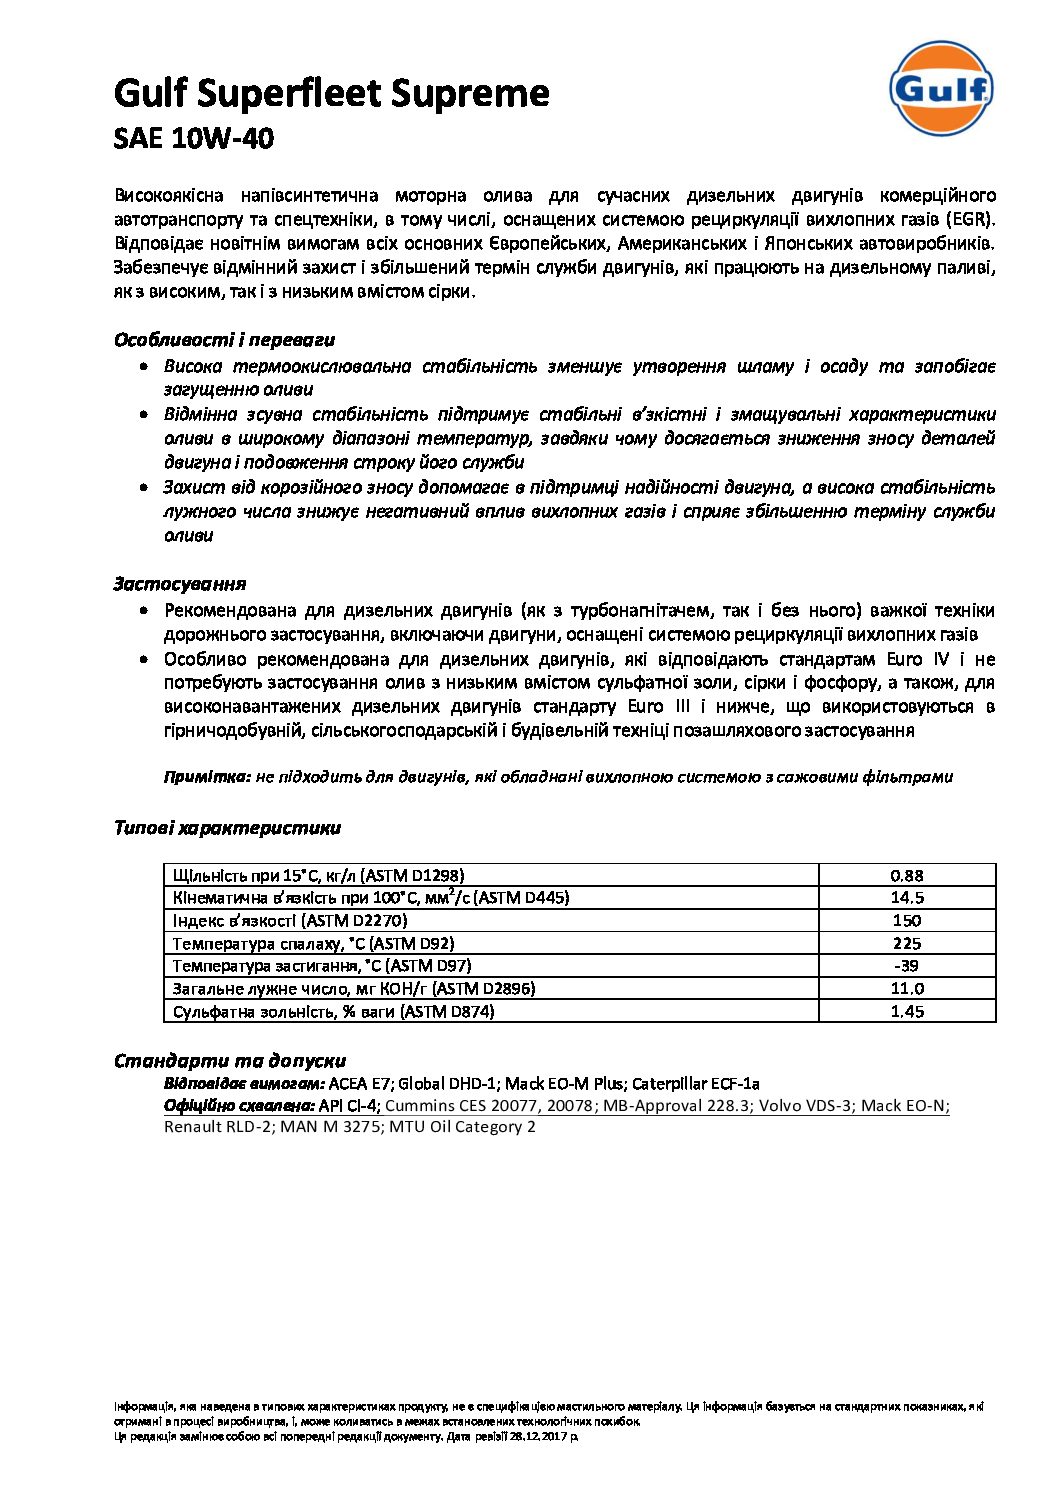 Gulf Superfleet Supreme
Gulf
SAE 10W-40
Високоякісна напівсинтетична моторна олива для сучасних дизельних двигунів комерційного
автотранспорту та спецтехніки, в тому числі, оснащених системою рециркуляції вихлопних газів (EGR).
Відповідає новітнім вимогам всіх основних Європейських, Американських і Японських автовиробників.
Забезпечує відмінний захист і збільшений термін служби двигунів, які працюють на дизельному паливі,
як з високим, так і з низьким вмістом сірки.
Особливості і переваги
• Висока термоокислювальна стабільність зменшує утворення шламу і осаду та запобігає
загущенню оливи
• Відмінна зсувна стабільність підтримує стабільні в’зкістні і змащувальні характеристики
оливи в широкому діапазоні температур, завдяки чому досягається зниження зносу деталей
двигуна і подовження строку його служби
• Захист від корозійного зносу допомагає в підтримці надійності двигуна, а висока стабільність
лужного числа знижує негативний вплив вихлопних газів і сприяє збільшенню терміну служби
оливи
Застосування
• Рекомендована для дизельних двигунів (як з турбонагнітачем, так і без нього) важкої техніки
дорожнього застосування, включаючи двигуни, оснащені системою рециркуляції вихлопних газів
• Особливо рекомендована для дизельних двигунів, які відповідають стандартам Euro IV і не
потребують застосування олив з низьким вмістом сульфатної золи, сірки і фосфору, а також, для
високонавантажених дизельних двигунів стандарту Euro III і нижче, що використовуються в
гірничодобувній, сільськогосподарській і будівельній техніці позашляхового застосування
Примітка: не підходить для двигунів, які обладнані вихлопною системою з сажовими фільтрами
Типові характеристики
Щільність при 15˚С, кг/л (ASTM D1298) 0.88
Кінематична в’язкість при 100˚С, мм²/с (ASTM D445) 14.5
Індекс в’язкості (ASTM D2270) 150
Температура спалаху, ˚С (ASTM D92) 225
Температура застигання, ˚С (ASTM D97) -39
Загальне лужне число, мг КОН/г (ASTM D2896) 11.0
Сульфатна зольність, % ваги (ASTM D874) 1.45
Стандарти та допуски
Відповідає вимогам: ACEA E7; Global DHD-1; Mack EO-M Plus; Caterpillar ECF-1a
Офіційно схвалена: API CI-4; Cummins CES 20077, 20078; MB-Approval 228.3; Volvo VDS-3; Mack EO-N;
Renault RLD-2; MAN M 3275; MTU Oil Category 2
Інформація, яка наведена в типових характеристиках продукту, не є специфікацією мастильного матеріалу. Ця інформація базується на стандартних показниках, які
отримані в процесі виробництва, і, може коливатись в межах встановлених технологічних похибок.
Ця редакція замінює собою всі попередні редакції документу. Дата ревізії 28.12.2017 р.